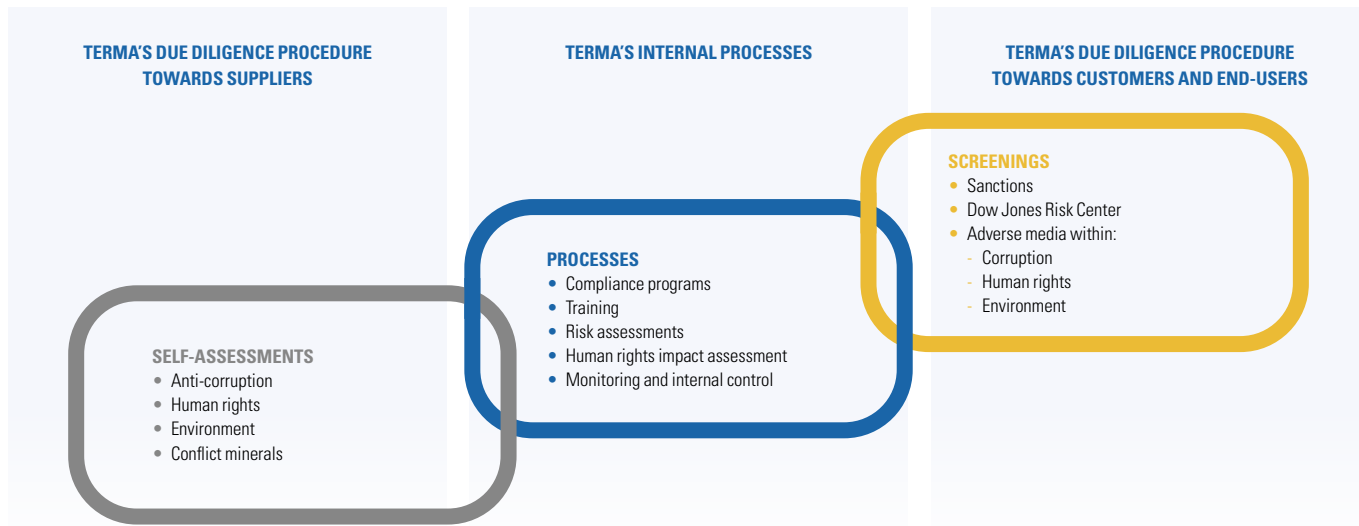 TERMA'S DUE DILIGENCE PROCEDURE
TOWARDS SUPPLIERS
SELF-ASSESSMENTS
• Anti-corruption
• Human rights
• Environment
• Conflict minerals
TERMA'S INTERNAL PROCESSES
PROCESSES
• Compliance programs
• Training
• Risk assessments
• Human rights impact assessment
• Monitoring and internal control
TERMA'S DUE DILIGENCE PROCEDURE
TOWARDS CUSTOMERS AND END-USERS
SCREENINGS
• Sanctions
• Dow Jones Risk Center
• Adverse media within:
- Corruption
- Human rights
- Environment